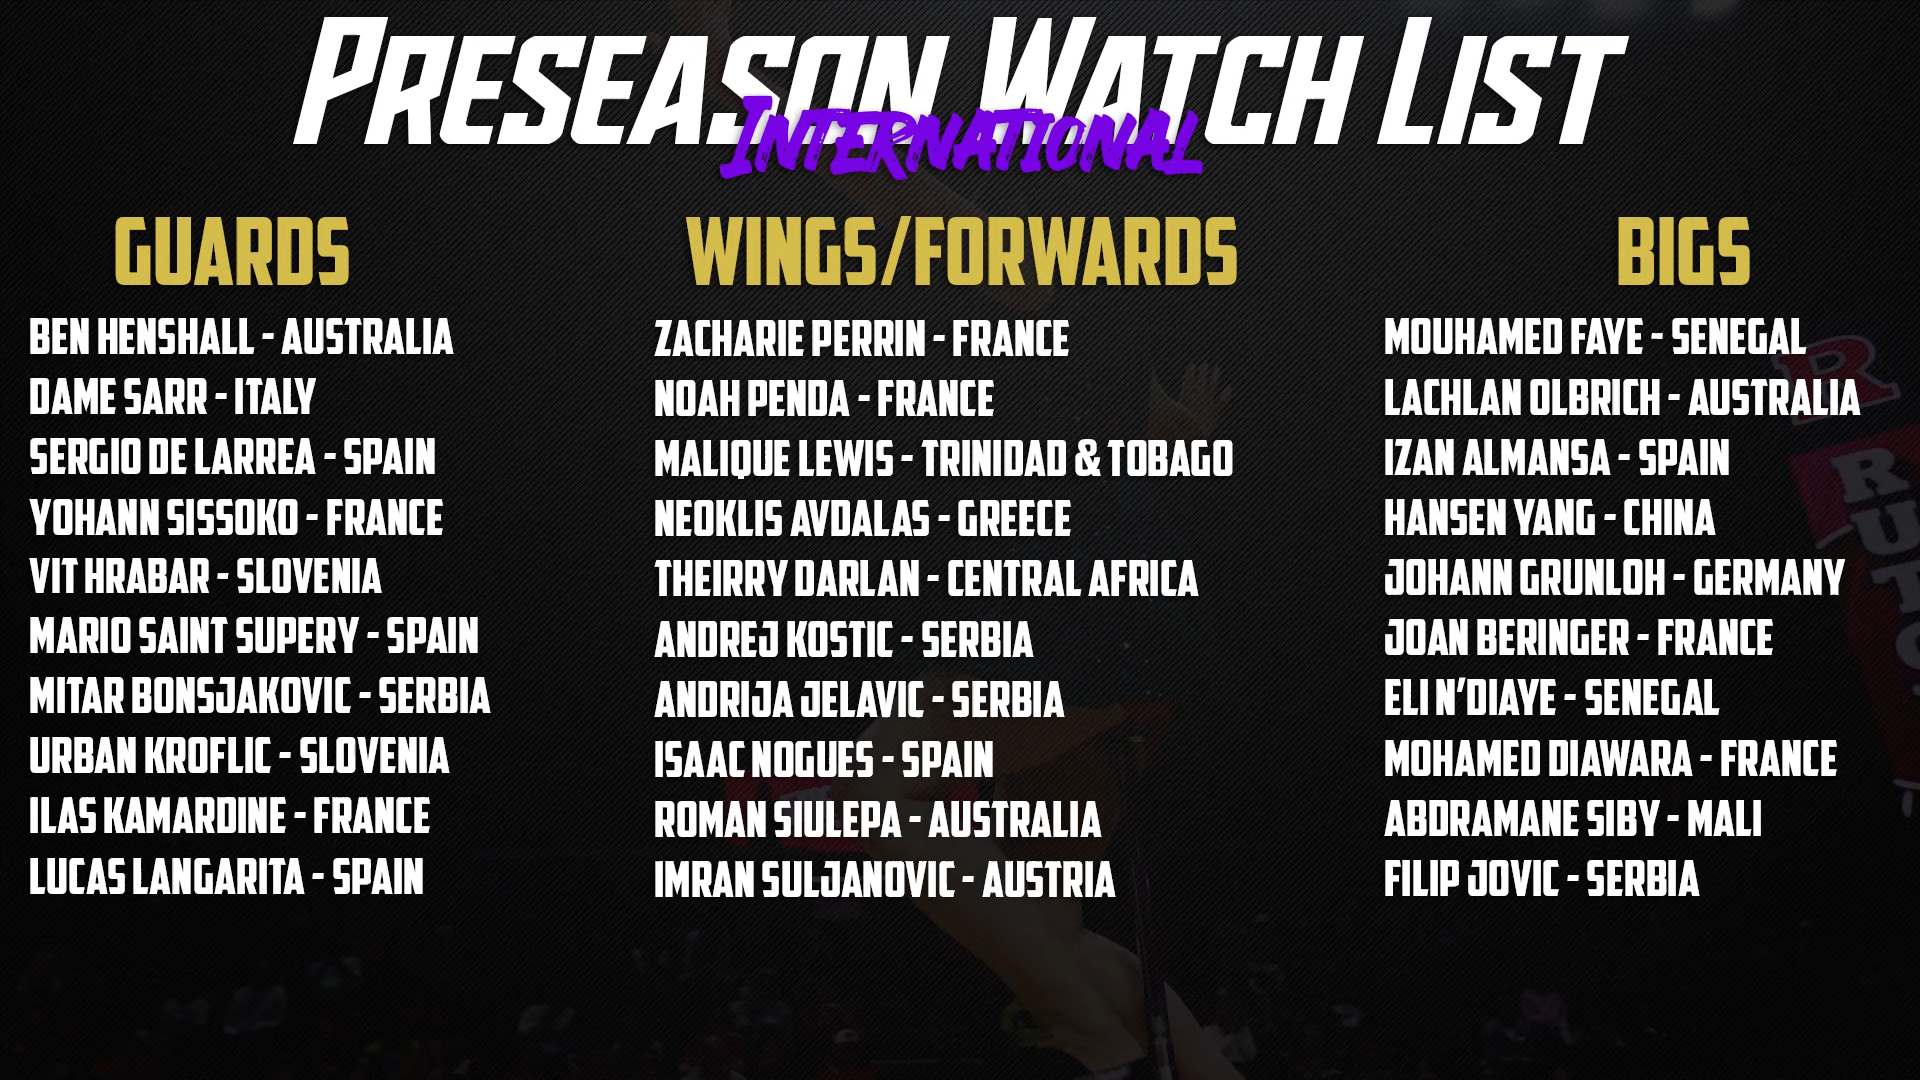 PRESEASON WATCH LIST
INTERNATIONAL
GUARDS
BEN HENSHALL - AUSTRALIA
DAME SARR - ITALY
SERGIO DE LARREA - SPAIN
YOHANN SISSOKO - FRANCE
VIT HRABAR - SLOVENIA
MARIO SAINT SUPERY - SPAIN
MITAR BONSJAKOVIC - SERBIA
URBAN KROFLIC - SLOVENIA
ILAS KAMARDINE - FRANCE
LUCAS LANGARITA - SPAIN
WINGS/FORWARDS
ZACHARIE PERRIN - FRANCE
NOAH PENDA - FRANCE
MALIQUE LEWIS - TRINIDAD & TOBAGO
NEOKLIS AVDALAS - GREECE
THEIRRY DARLAN - CENTRAL AFRICA
ANDREJ KOSTIC - SERBIA
ANDRIJA JELAVIC - SERBIA
ISAAC NOGUES - SPAIN
ROMAN SIULEPA - AUSTRALIA
IMRAN SULJANOVIC - AUSTRIA
BIGS
MOUHAMED FAYE - SENEGAL
LACHLAN OLBRICH - AUSTRALIA
IZAN ALMANSA - SPAIN
HANSEN YANG - CHINA
JOHANN GRUNLOH - GERMANY
JOAN BERINGER - FRANCE
ELI N'DIAYE - SENEGAL
MOHAMED DIAWARA - FRANCE
ABDRAMANE SIBY - MALI
FILIP JOVIC - SERBIA
R